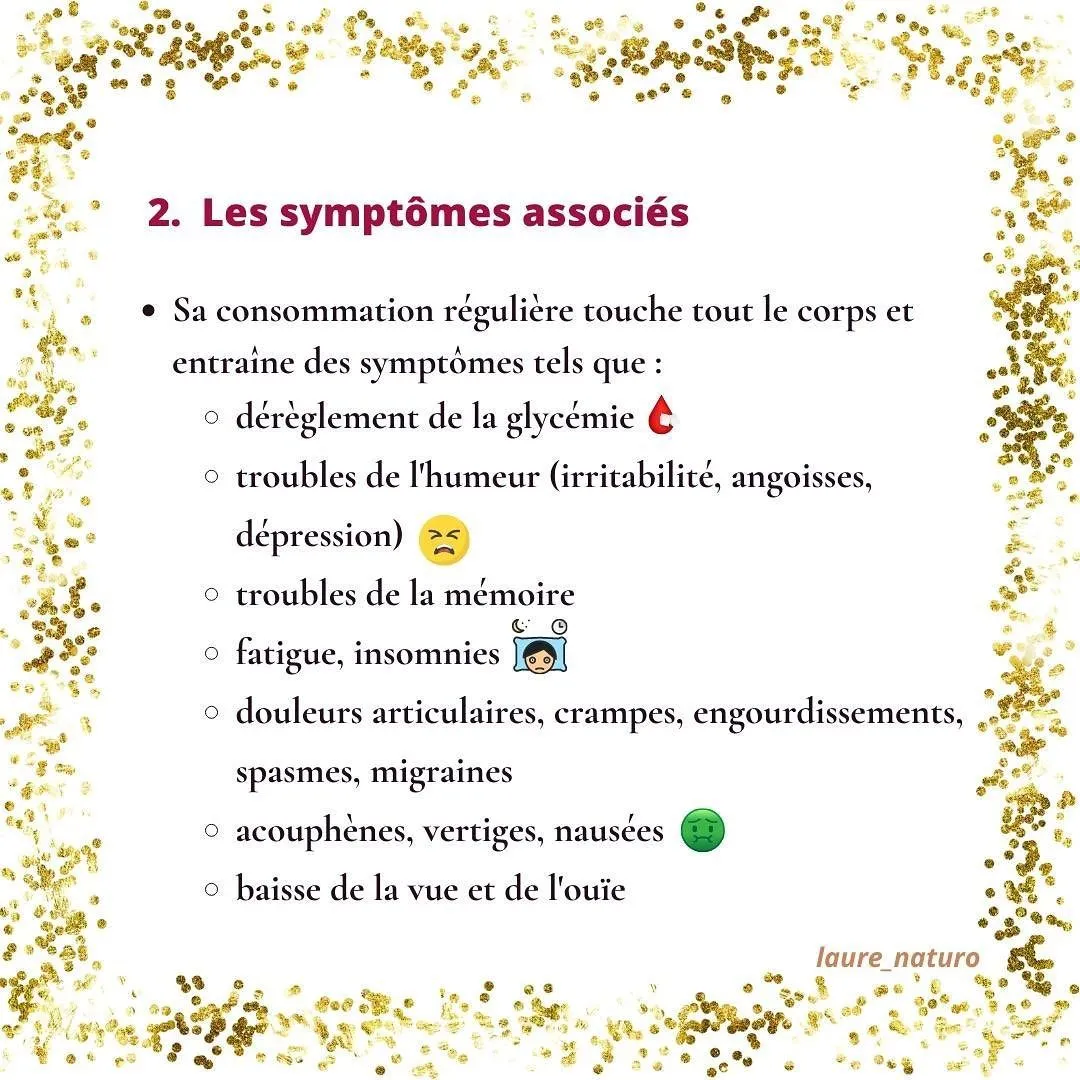 2. Les symptômes associés
• Sa consommation régulière touche tout le corps et
entraîne des symptômes tels que :
◦ dérèglement de la glycémie
◦ troubles de l'humeur (irritabilité, angoisses,
dépression)
◦ troubles de la mémoire
◦ fatigue, insomnies
◦ douleurs articulaires, crampes, engourdissements,
spasmes, migraines
◦ acouphènes, vertiges, nausées
◦ baisse de la vue et de l'ouïe
laure_naturo